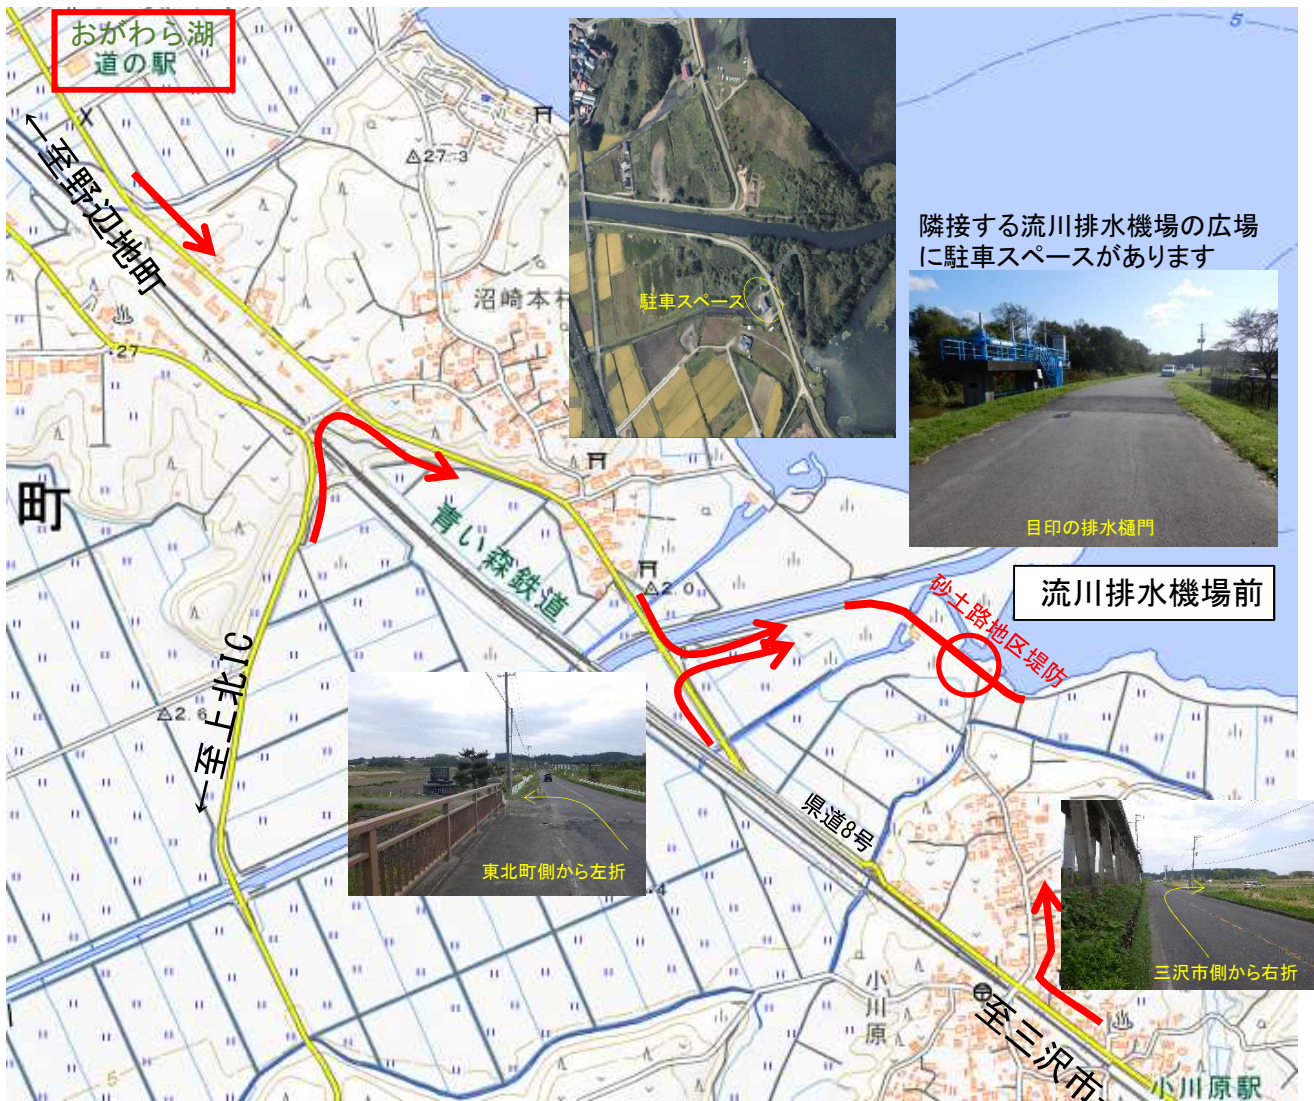 おがわら湖
道の駅
←至野辺地町
27.3
沼崎本村
27
町
青い森鉄道
2.0
←至上北IC
2.6
駐車スペース
5
隣接する流川排水機場の広場
に駐車スペースがあります
目印の排水樋門
流川排水機場前
砂土路地区堤防
東北町側から左折
県道8号
三沢市側から右折
小川原
至三沢市
小川原駅
5